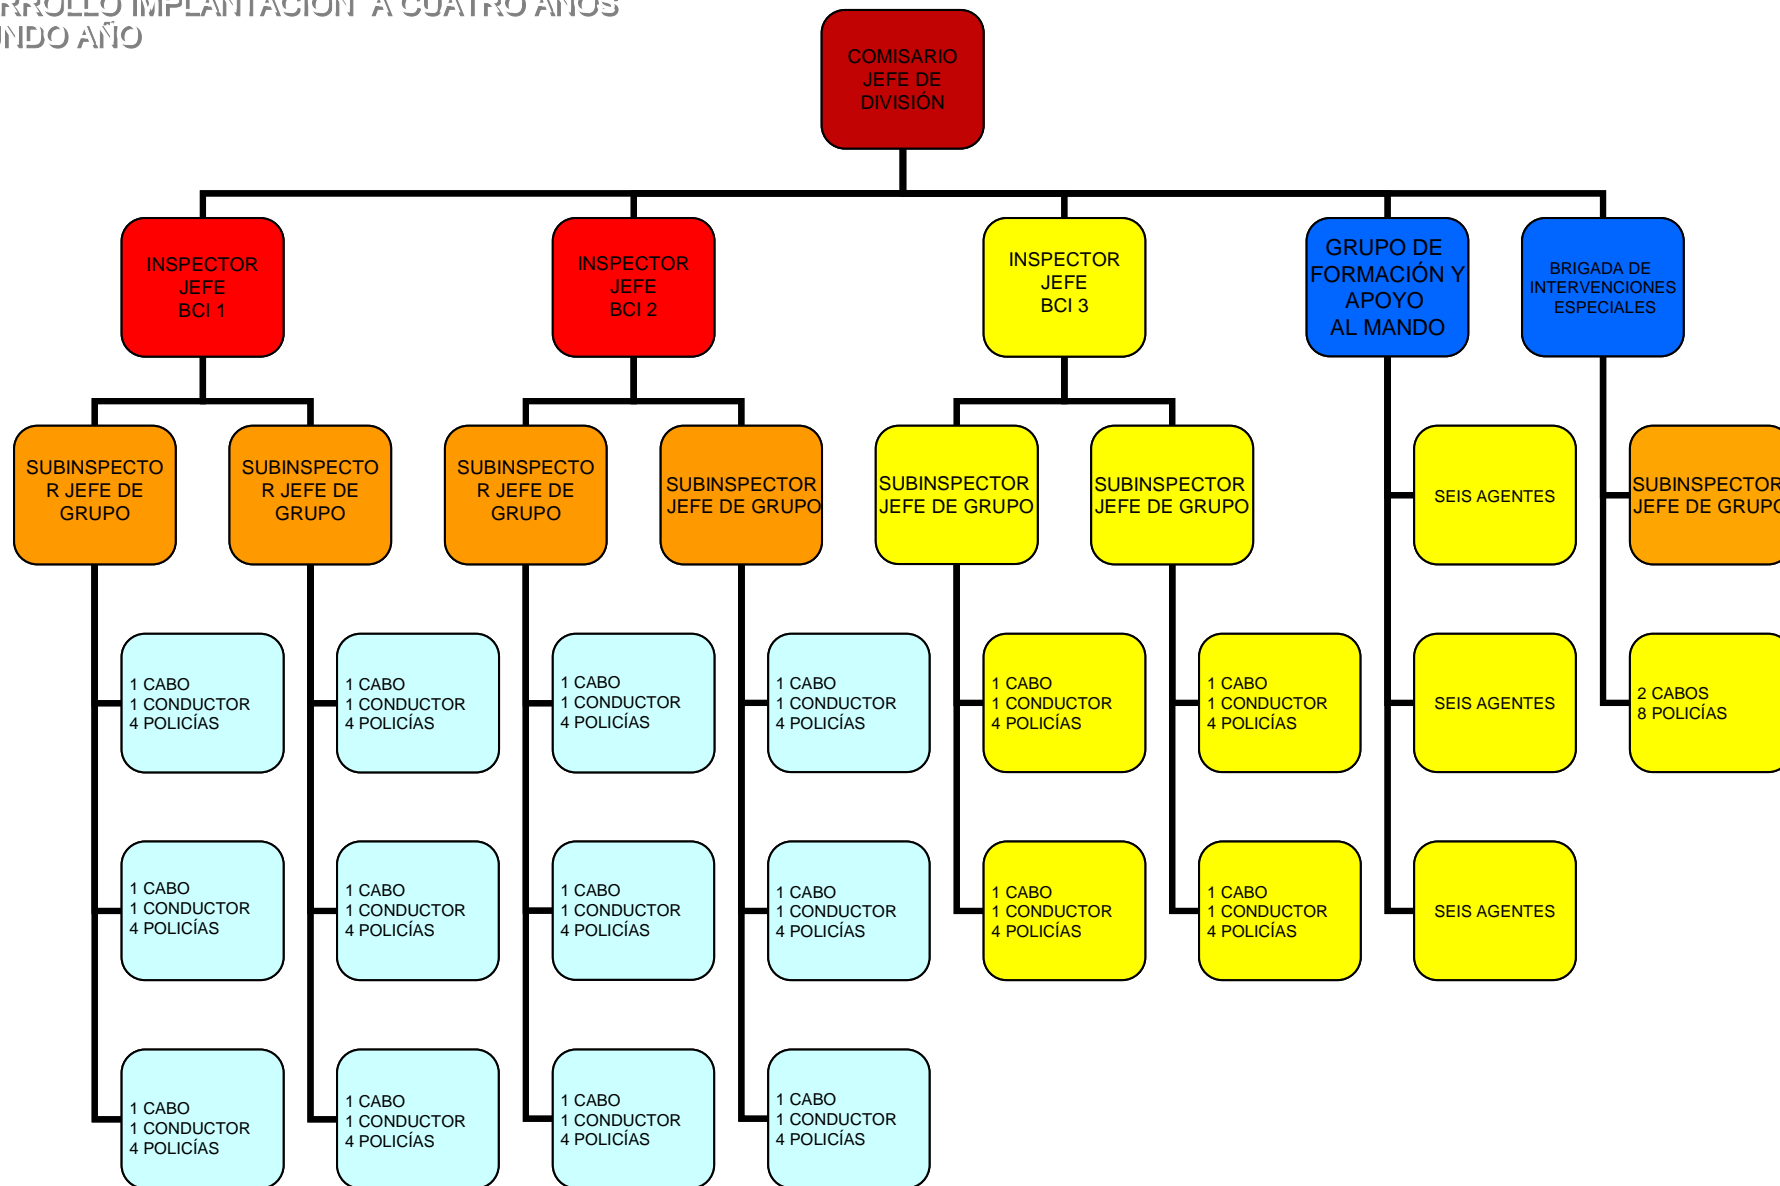 RROLLO IMPLANTACIÓN A CUATRO AÑOS
UNDO AÑO
COMISARIO
JEFE DE
DIVISIÓN
INSPECTOR
JEFE
BCI 1
INSPECTOR
JEFE
BCI 2
INSPECTOR
JEFE
BCI 3
GRUPO DE
FORMACIÓN Y
APOYO
AL MANDO
BRIGADA DE
INTERVENCIONES
ESPECIALES
SUBINSPECTO
R JEFE DE
GRUPO
SUBINSPECTO
R JEFE DE
GRUPO
SUBINSPECTO
R JEFE DE
GRUPO
SUBINSPECTOR
JEFE DE GRUPO
SUBINSPECTOR
JEFE DE GRUPO
SUBINSPECTOR
JEFE DE GRUPO
SEIS AGENTES
SUBINSPECTOR
JEFE DE GRUPO
1 CABO
1 CONDUCTOR
4 POLICÍAS
1 CABO
1 CONDUCTOR
4 POLICÍAS
1 CABO
1 CONDUCTOR
4 POLICÍAS
1 CABO
1 CONDUCTOR
4 POLICÍAS
1 CABO
1 CONDUCTOR
4 POLICÍAS
1 CABO
1 CONDUCTOR
4 POLICÍAS
SEIS AGENTES
2 CABOS
8 POLICÍAS
1 CABO
1 CONDUCTOR
4 POLICÍAS
1 CABO
1 CONDUCTOR
4 POLICÍAS
1 CABO
1 CONDUCTOR
4 POLICÍAS
1 CABO
1 CONDUCTOR
4 POLICÍAS
1 CABO
1 CONDUCTOR
4 POLICÍAS
1 CABO
1 CONDUCTOR
4 POLICÍAS
SEIS AGENTES
1 CABO
1 CONDUCTOR
4 POLICÍAS
1 CABO
1 CONDUCTOR
4 POLICÍAS
1 CABO
1 CONDUCTOR
4 POLICÍAS
1 CABO
1 CONDUCTOR
4 POLICÍAS